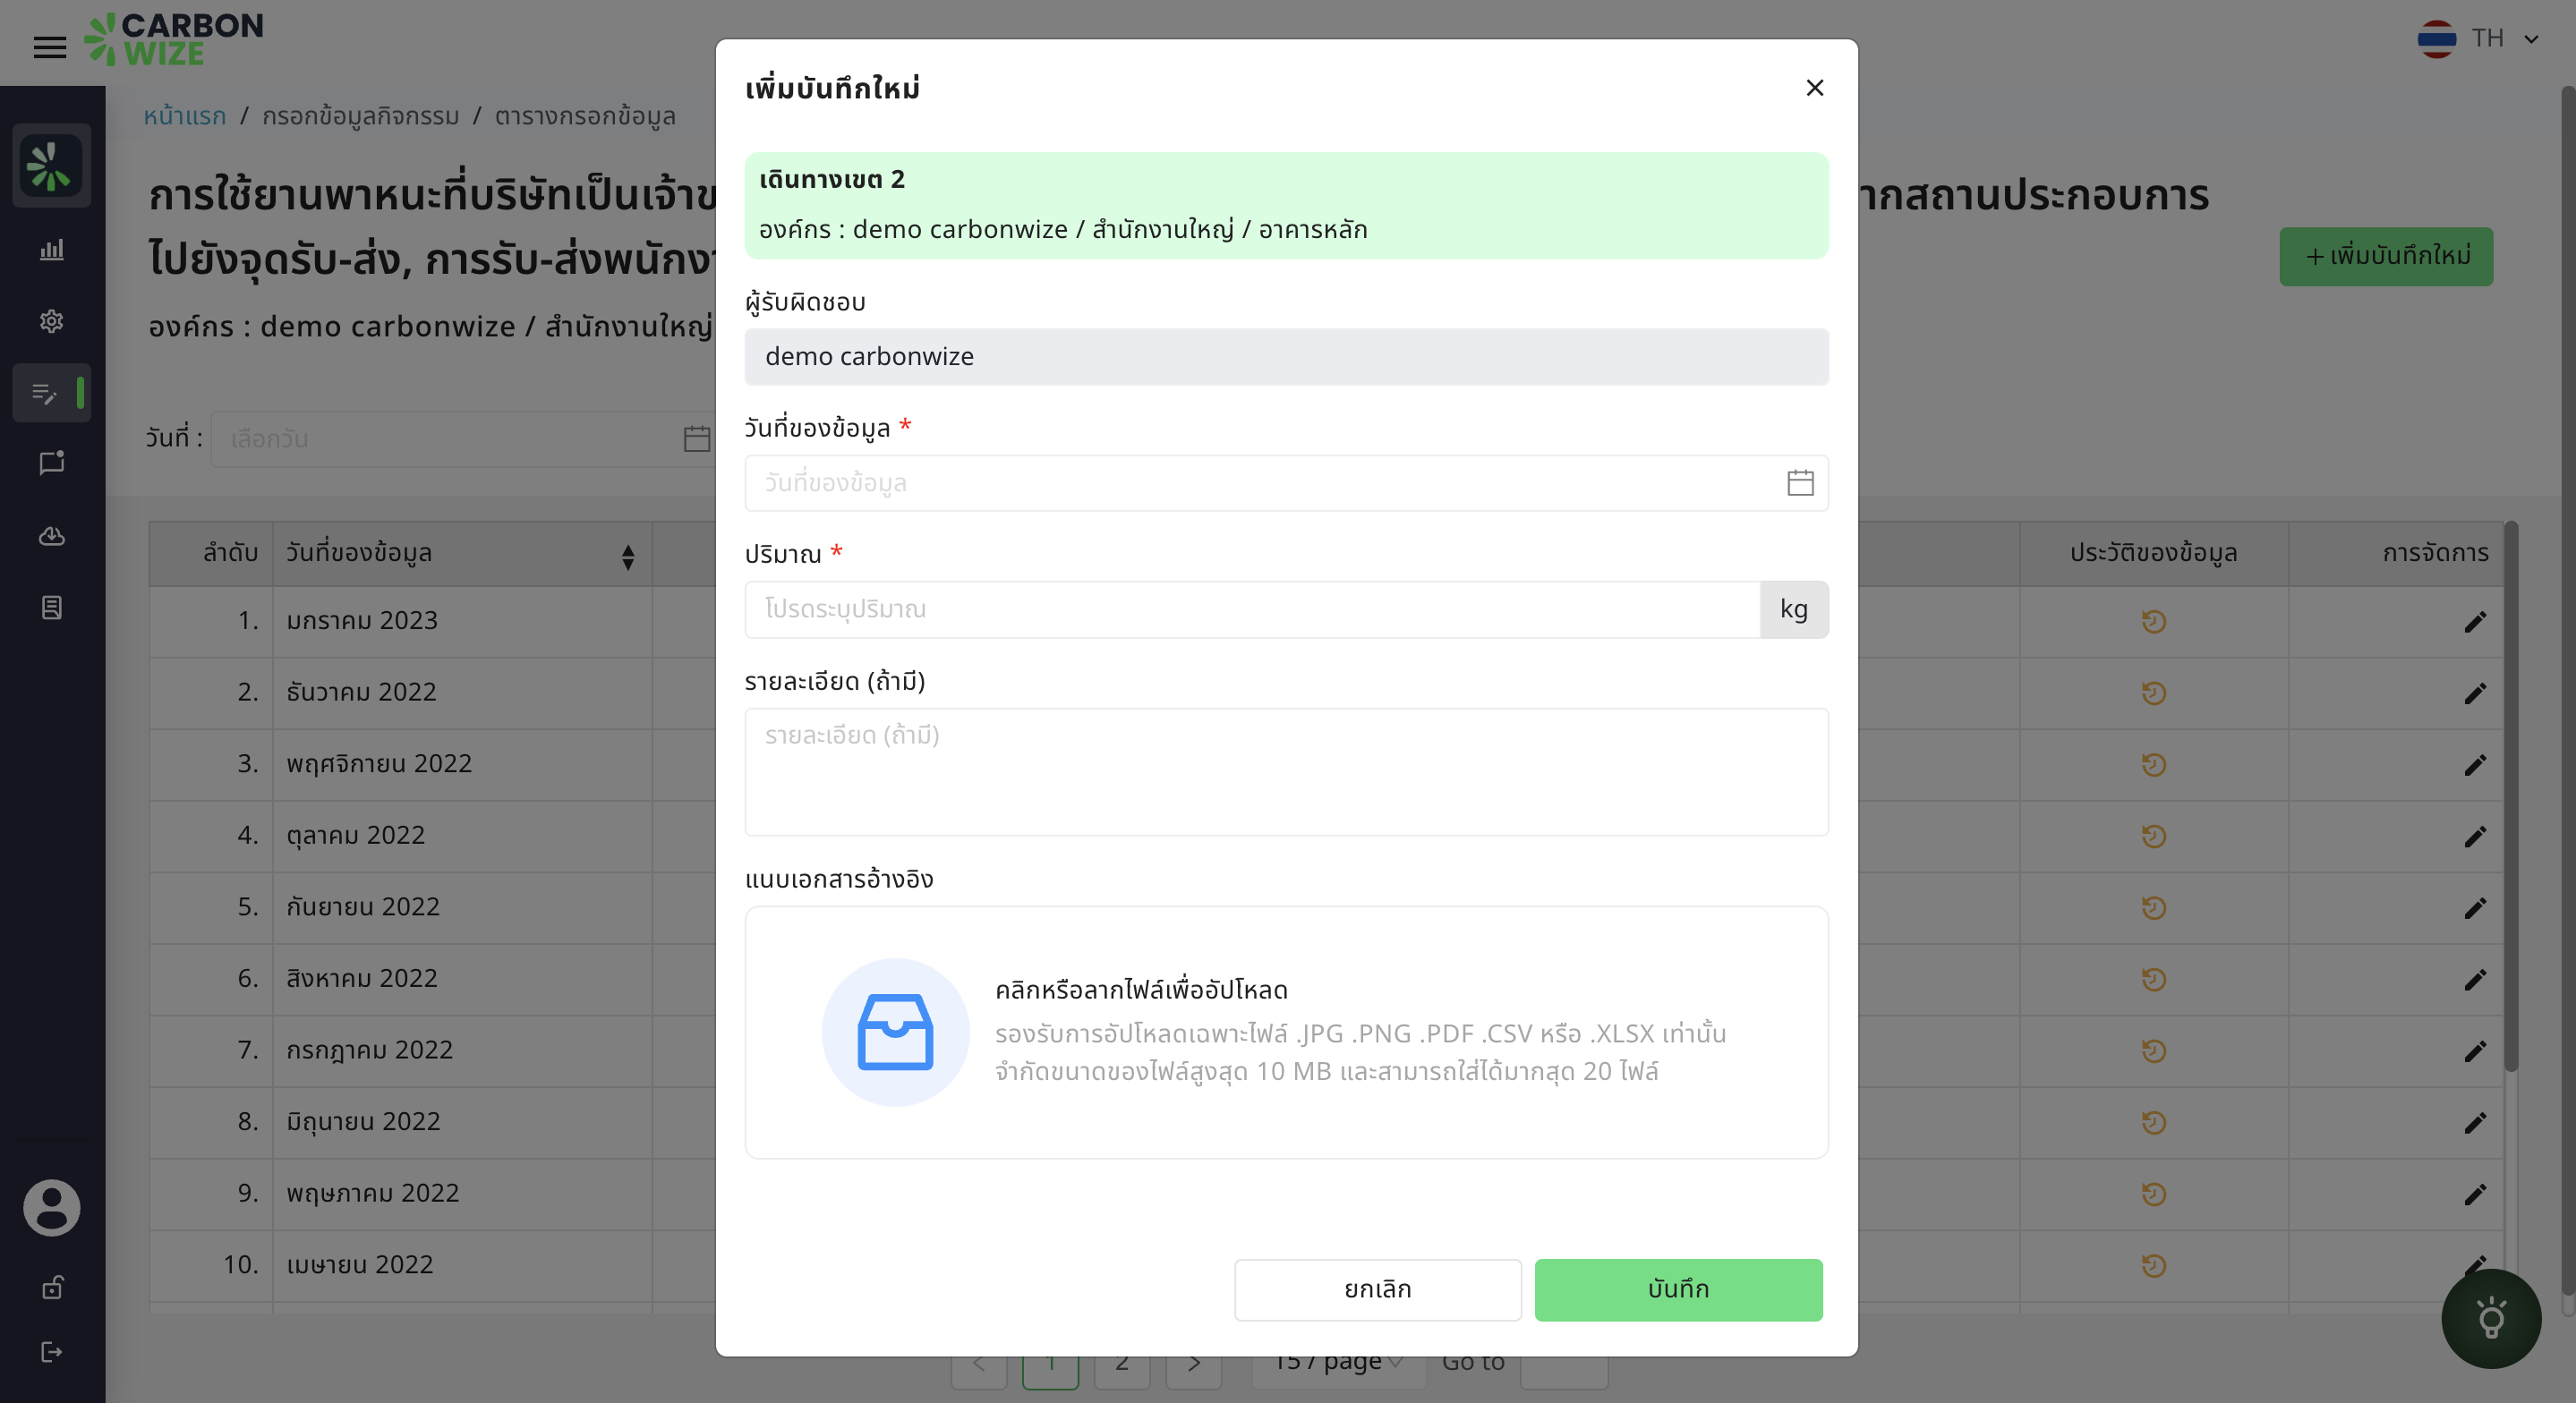 CARBON
WIZE
TH
หน้าแรก / กรอกข้อมูลกิจกรรม / ตารางกรอกข้อมูล
การใช้ยานพาหนะที่บริษัทเป็นเจ้าข
ากสถานประกอบการ
ไปยังจุดรับ-ส่ง, การรับ-ส่งพนักงา
+ เพิ่มบันทึกใหม่
องค์กร : demo carbonwize / สำนักงานใหญ่
วันที่ :
เลือกวัน
ลำดับ
วันที่ของข้อมูล
ประวัติของข้อมูล
การจัดการ
1. มกราคม 2023
2. ธันวาคม 2022
3. พฤศจิกายน 2022
4. ตุลาคม 2022
5. กันยายน 2022
6. สิงหาคม 2022
7. กรกฎาคม 2022
8. มิถุนายน 2022
9. พฤษภาคม 2022
10. เมษายน 2022
เพิ่มบันทึกใหม่
เดินทางเขต 2
องค์กร : demo carbonwize / สำนักงานใหญ่ / อาคารหลัก
ผู้รับผิดชอบ
demo carbonwize
วันที่ของข้อมูล *
วันที่ของข้อมูล
ปริมาณ *
โปรดระบุปริมาณ
kg
รายละเอียด (ถ้ามี)
รายละเอียด (ถ้ามี)
แนบเอกสารอ้างอิง
คลิกหรือลากไฟล์เพื่ออัปโหลด
รองรับการอัปโหลดเฉพาะไฟล์ .JPG .PNG .PDF .CSV หรือ .XLSX เท่านั้น
จำกัดขนาดของไฟล์สูงสุด 10 MB และสามารถใส่ได้มากสุด 20 ไฟล์
ยกเลิก
บันทึก
< 1 2 > 15 / page Go to